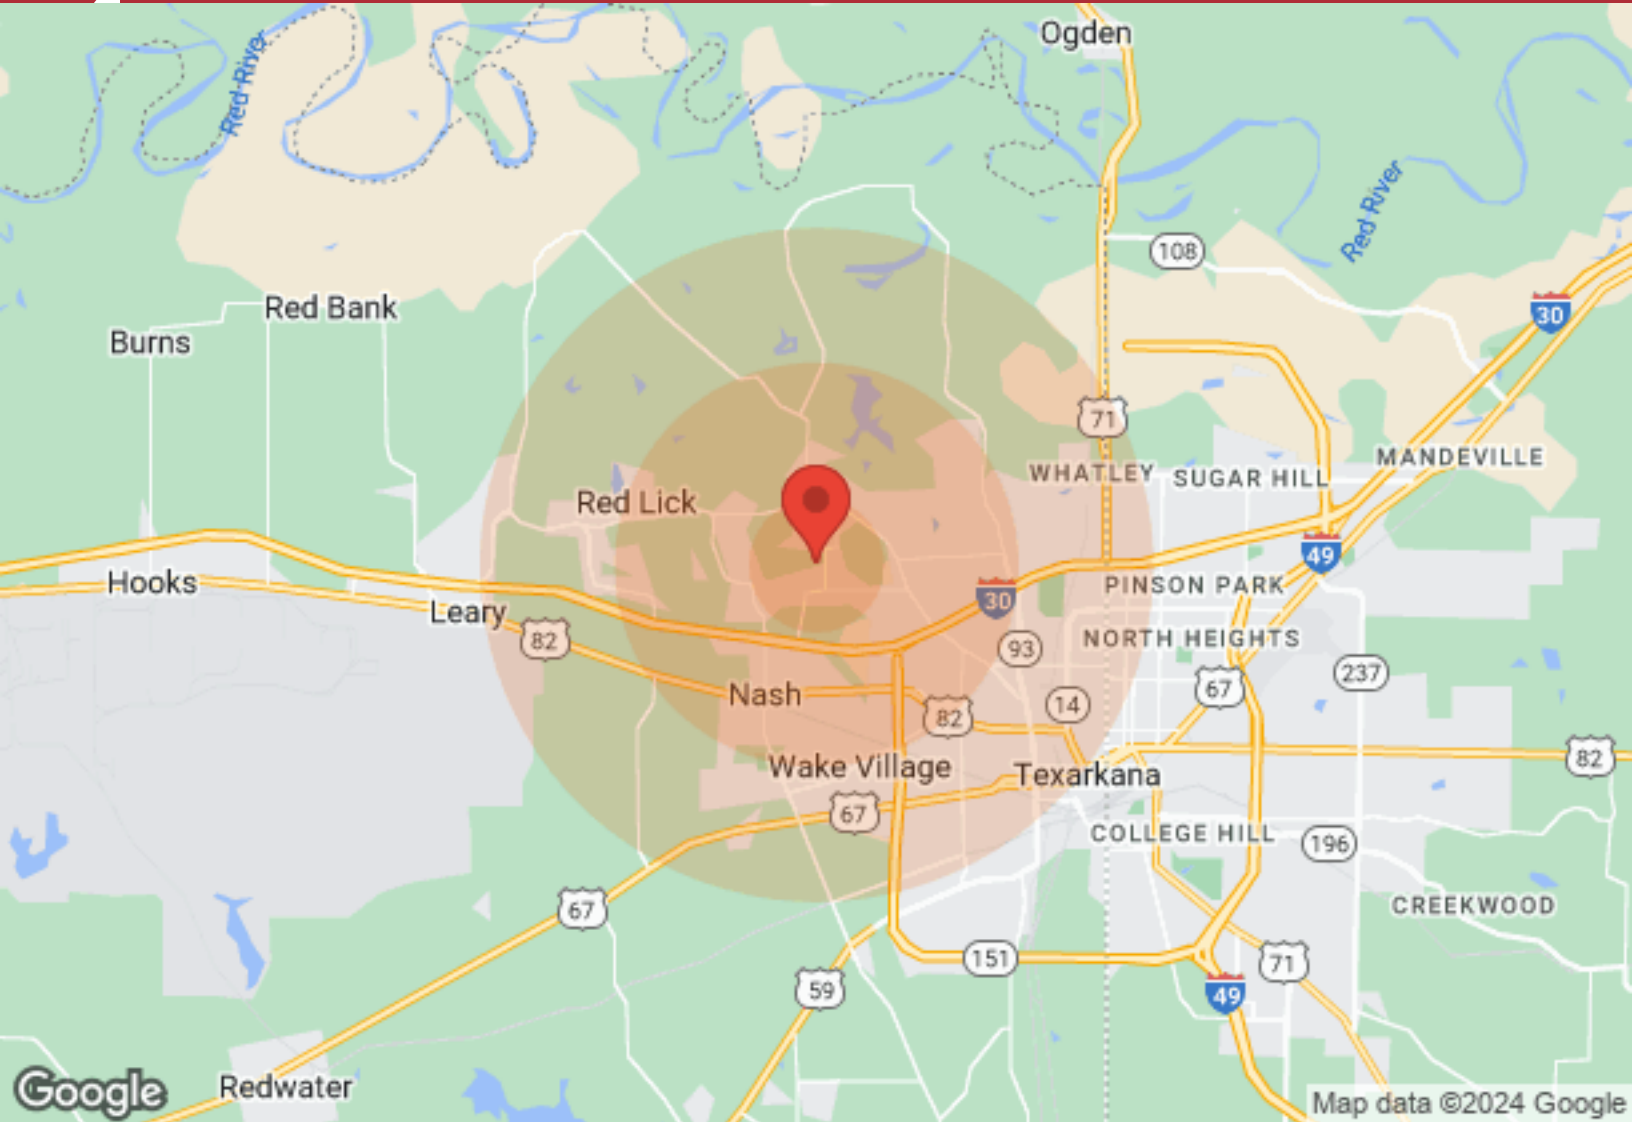 Ogden
Red River
Red River
108
30
Red Bank
Burns
71
WHATLEY
SUGAR HILL
MANDEVILLE
Red Lick
49
Hooks
PINSON PARK
30
Leary
82
93
NORTH HEIGHTS
237
67
Nash
14
82
82
Wake Village
Texarkana
67
COLLEGE HILL
196
67
CREEKWOOD
151
71
59
49
Redwater
Google
Map data ©2024 Google